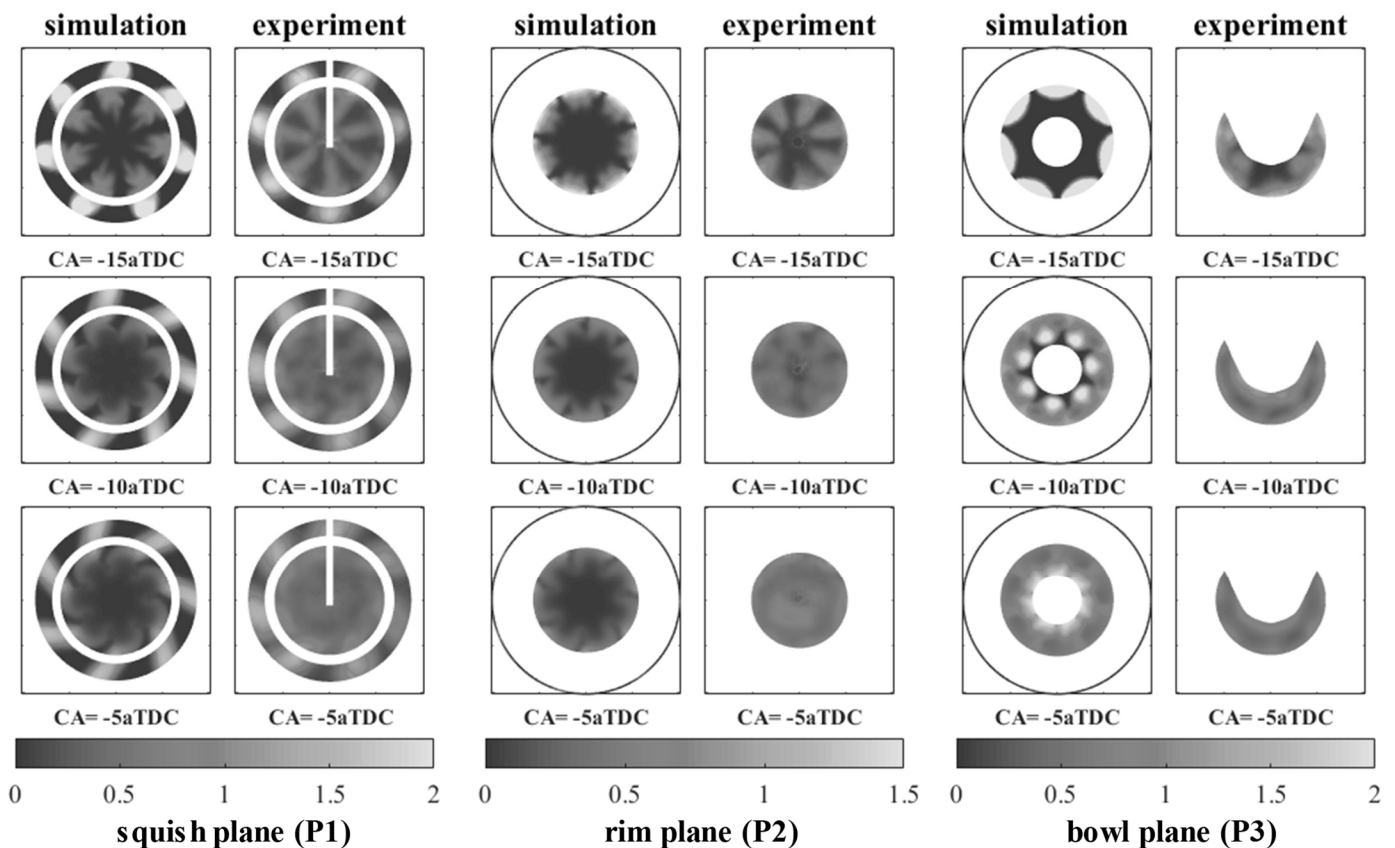 simulation experiment simulation experiment simulation experiment
CA= -15aTDC CA= -15aTDC CA= -15aTDC CA= -15aTDC CA= -15aTDC CA= -15aTDC
CA= -10aTDC CA= -10aTDC CA= -10aTDC CA= -10aTDC CA= -10aTDC CA= -10aTDC
CA= -5aTDC CA= -5aTDC CA= -5aTDC CA= -5aTDC CA= -5aTDC CA= -5aTDC
0 0.5 1 1.5 2 0 0.5 1 1.5 0 0.5 1 1.5 2
squish plane (P1) rim plane (P2) bowl plane (P3)